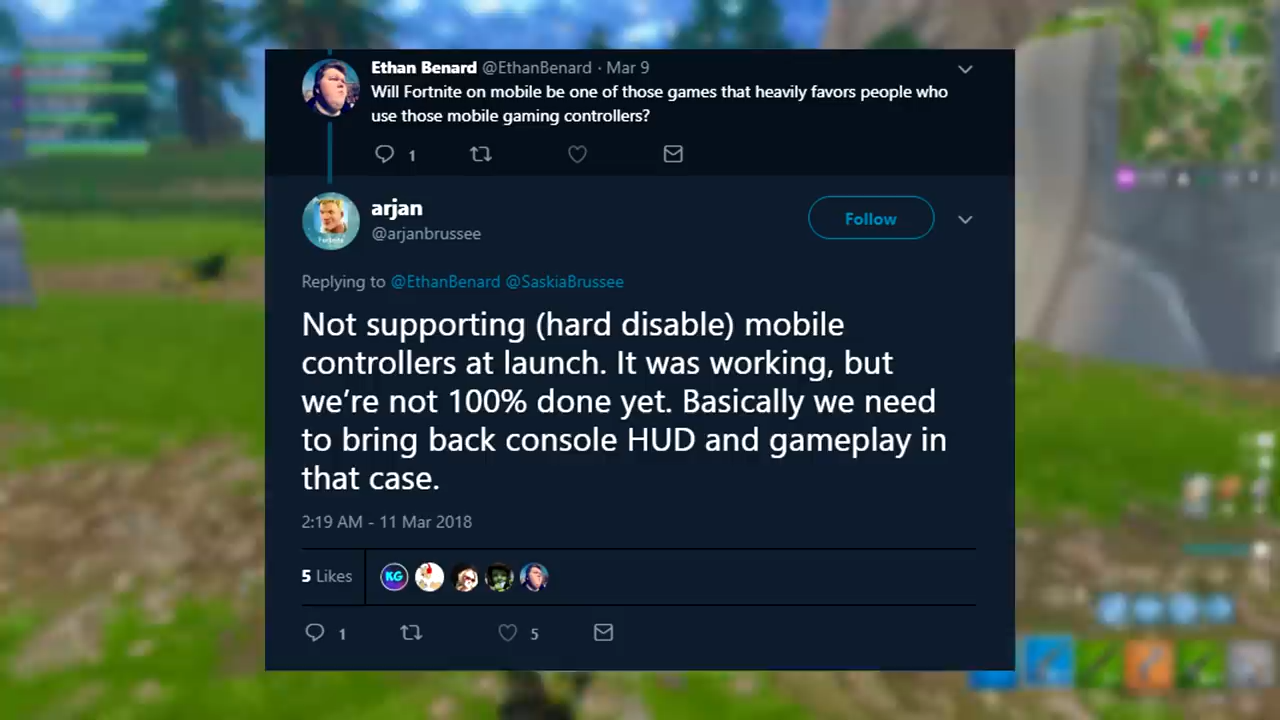 Ethan Benard @EthanBenard · Mar 9
Will Fortnite on mobile be one of those games that heavily favors people who
use those mobile gaming controllers?
1
arjan
@arjanbrussee
Follow
Replying to @EthanBenard @SaskiaBrussee
Not supporting (hard disable) mobile
controllers at launch. It was working, but
we're not 100% done yet. Basically we need
to bring back console HUD and gameplay in
that case.
2:19 AM - 11 Mar 2018
5 Likes
KG
1 5